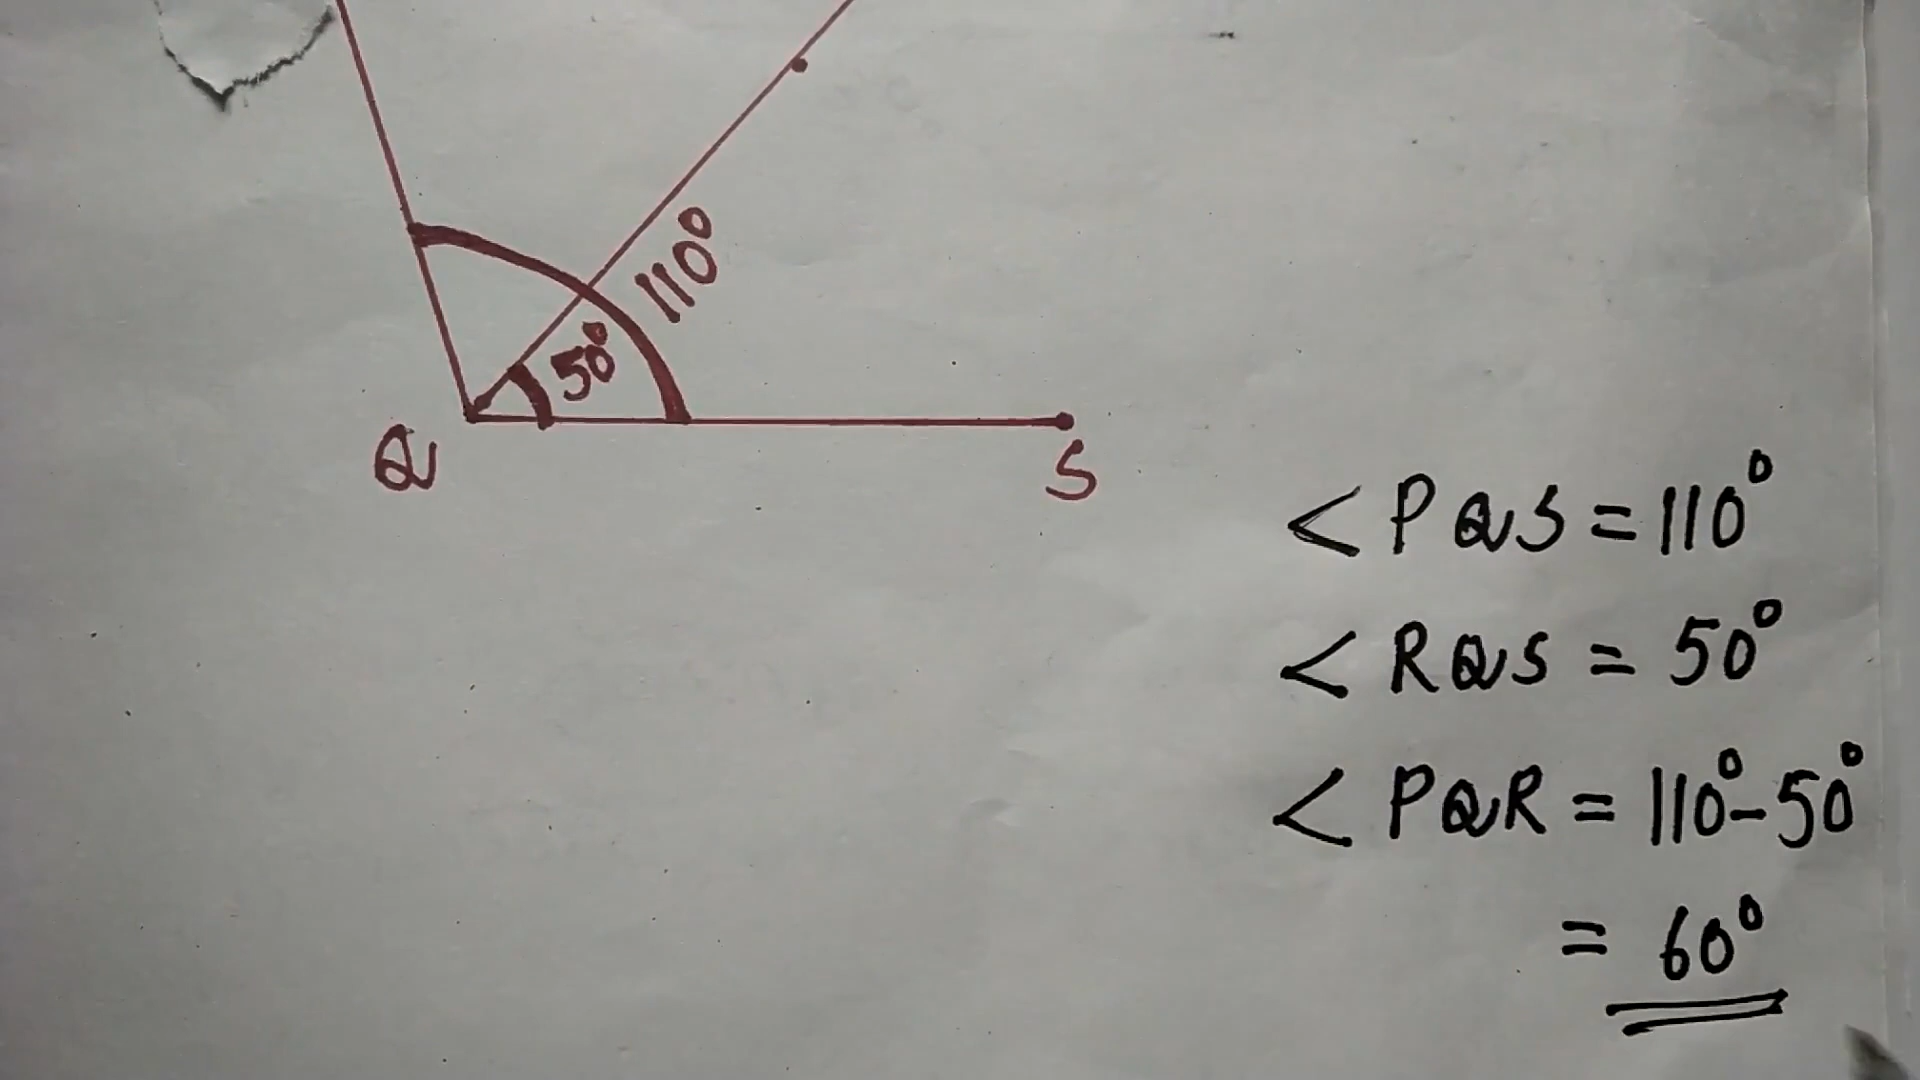 110°
50°
Q
S
<PQS = 110°
<RQS = 50°
<PQR = 110°-50°
= 60°